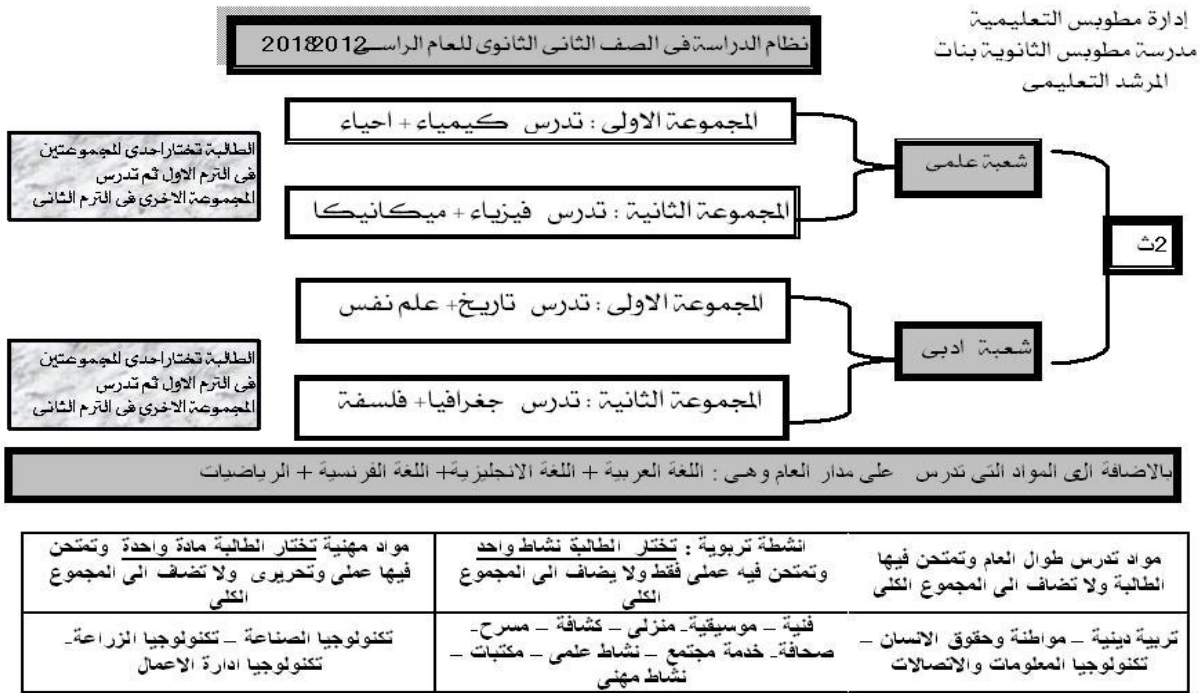 إدارة مطوبس التعليمية
مدرسة مطوبس الثانوية بنات
المرشد التعليمى
نظام الدراسة فى الصف الثانى الثانوى للعام الراسى
2ث
شعبة علمى
المجموعة الاولى : تدرس كيمياء + احياء
المجموعة الثانية : تدرس فيزياء + ميكانيكا
الطالبة تختار احدى المجموعتين
فى الترم الاول ثم تدرس
المجموعة الاخرى فى الترم الثانى
شعبة ادبى
المجموعة الاولى : تدرس تاريخ+ علم نفس
المجموعة الثانية : تدرس جغرافيا+ فلسفة
الطالبة تختار احدى المجموعتين
فى الترم الاول ثم تدرس
المجموعة الاخرى فى الترم الثانى
بالاضافة الى المواد التى تدرس على مدار العام وهى : اللغة العربية + اللغة الانجليزية+ اللغة الفرنسية + الرياضيات
مواد تدرس طوال العام وتمتحن فيها
الطالبة ولا تضاف الى المجموع الكلى
انشطة تربوية : تختار الطالبة نشاط واحد
وتمتحن فيه عملى فقط ولا يضاف الى المجموع
الكلى
مواد مهنية تختار الطالبة مادة واحدة وتمتحن
فيها عملى وتحريرى ولا تضاف الى المجموع
الكلى
تربية دينية – مواطنة وحقوق الانسان –
تكنولوجيا المعلومات والاتصالات
فنية – موسيقية- منزلى – كشافة – مسرح-
صحافة- خدمة مجتمع – نشاط علمى – مكتبات –
نشاط مهنى
تكنولوجيا الصناعة – تكنولوجيا الزراعة-
تكنولوجيا ادارة الاعمال